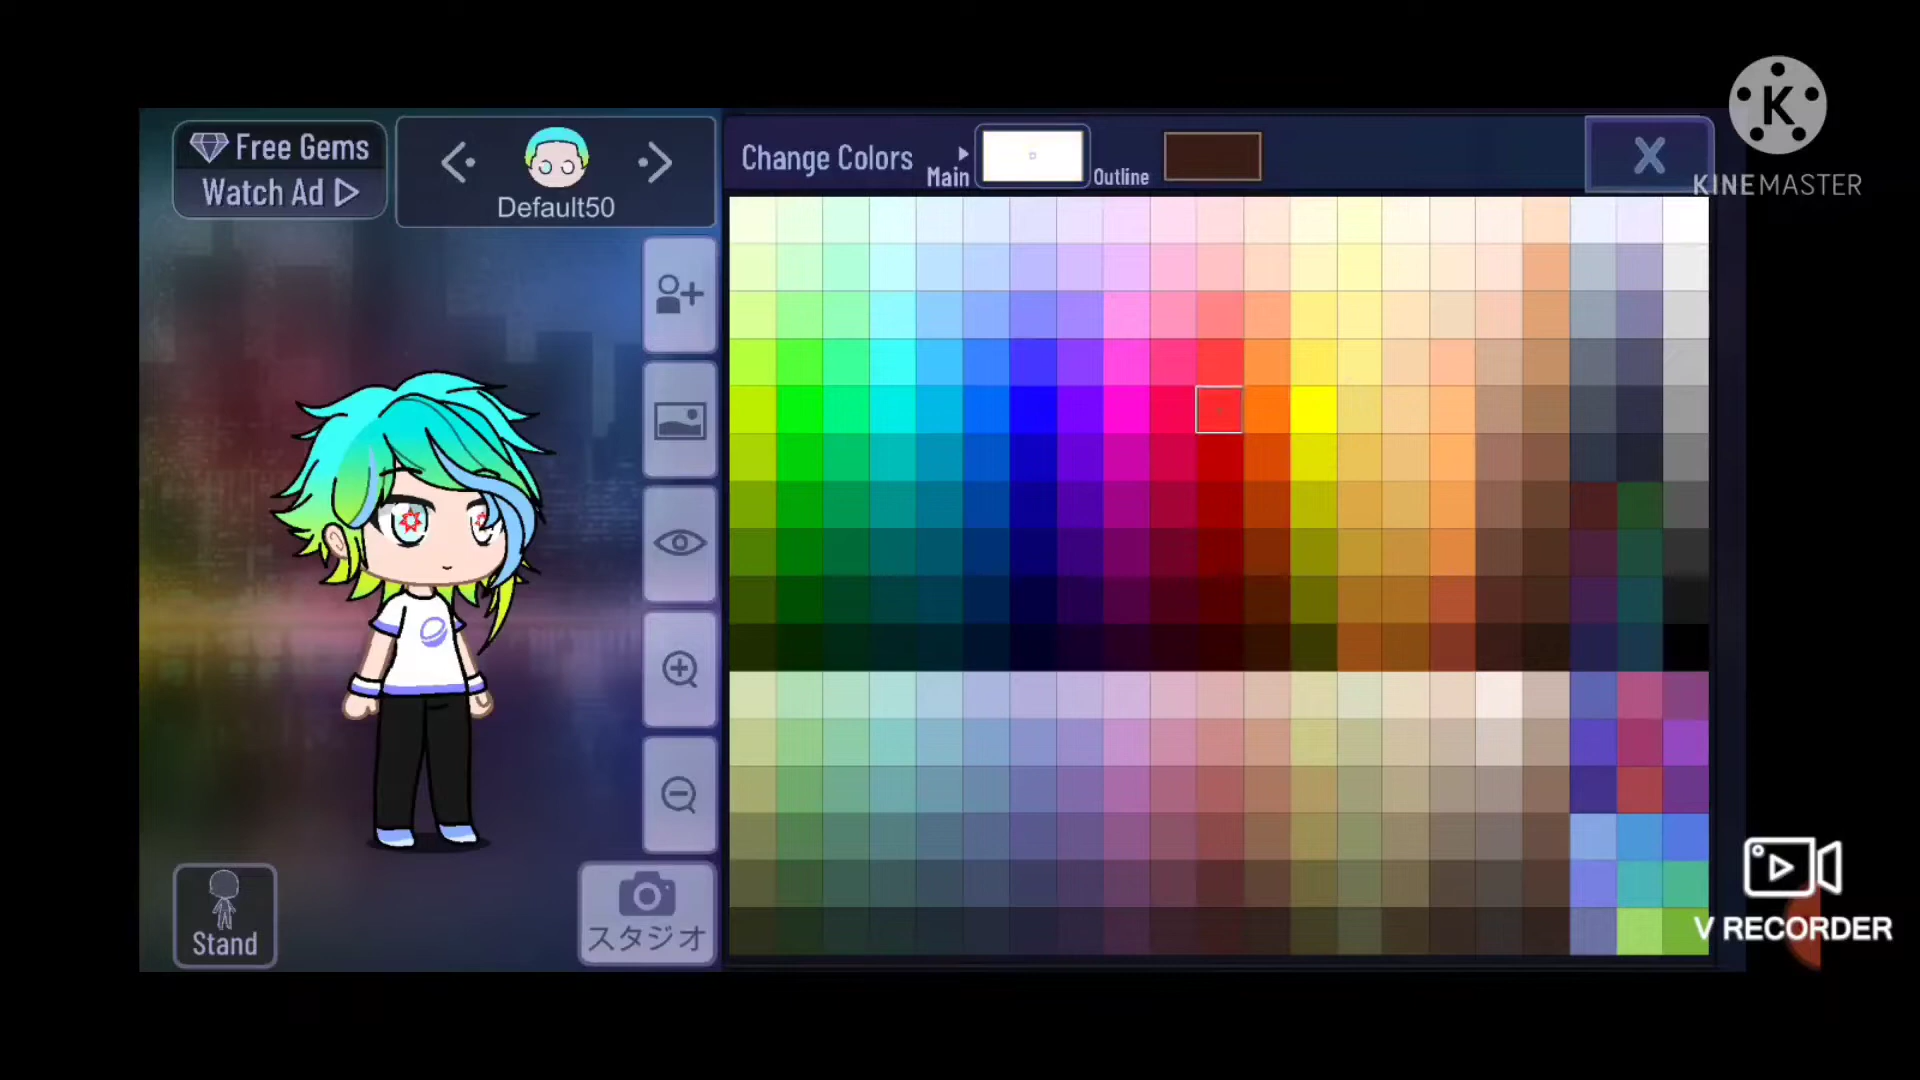 Free Gems
Watch Ad
Default50
Change Colors
Main
Outline
X
K
KINEMASTER
Stand
スタジオ
V RECORDER